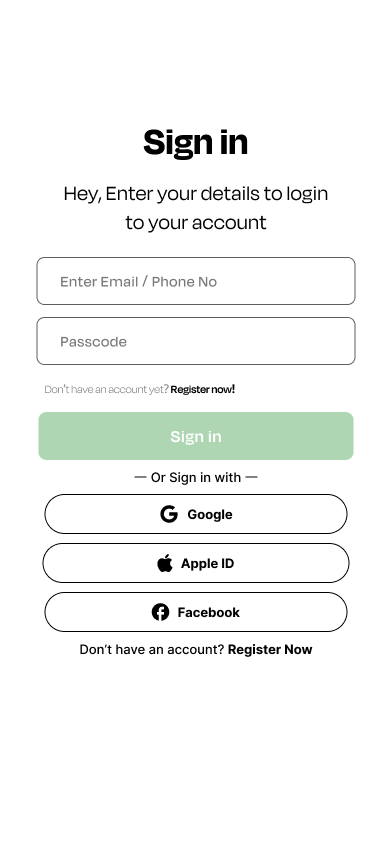 Sign in
Hey, Enter your details to login
to your account
Enter Email / Phone No
Passcode
Don't have an account yet? Register now!
Sign in
— Or Sign in with —
Google
Apple ID
Facebook
Don't have an account? Register Now